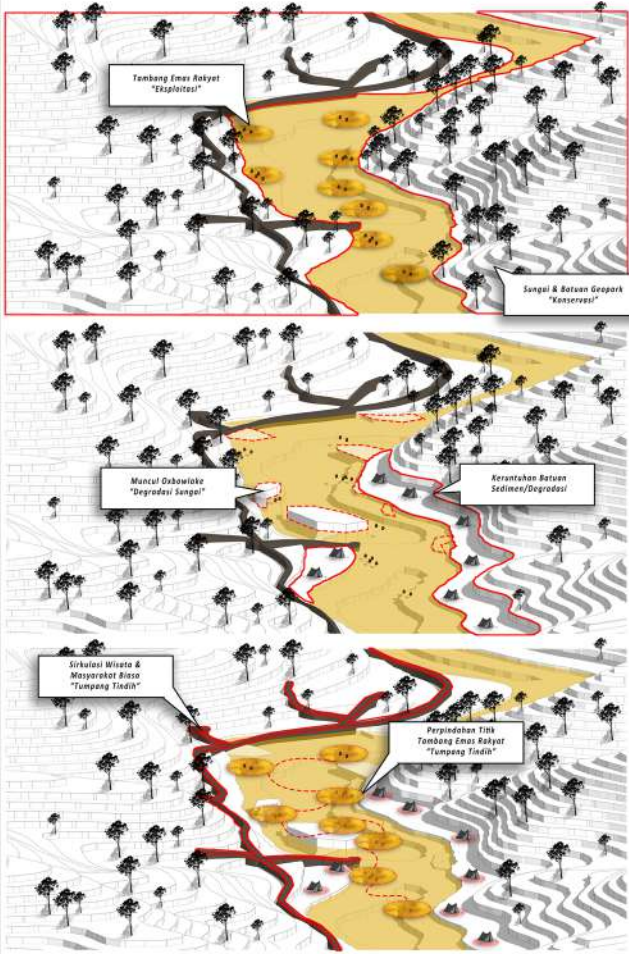 Tambang Emas Rakyat
"Eksploitasi"
Sungai & Batuan Geopark
"Konservasi"
Muncul Oxbowlake
"Degradasi Sungai"
Keruntuhan Batuan
Sedimen/Degradasi
Sirkulasi Wisata &
Masyarakat Biasa
"Tumpang Tindih"
Perpindahan Titik
Tambang Emas Rakyat
"Tumpang Tindih"